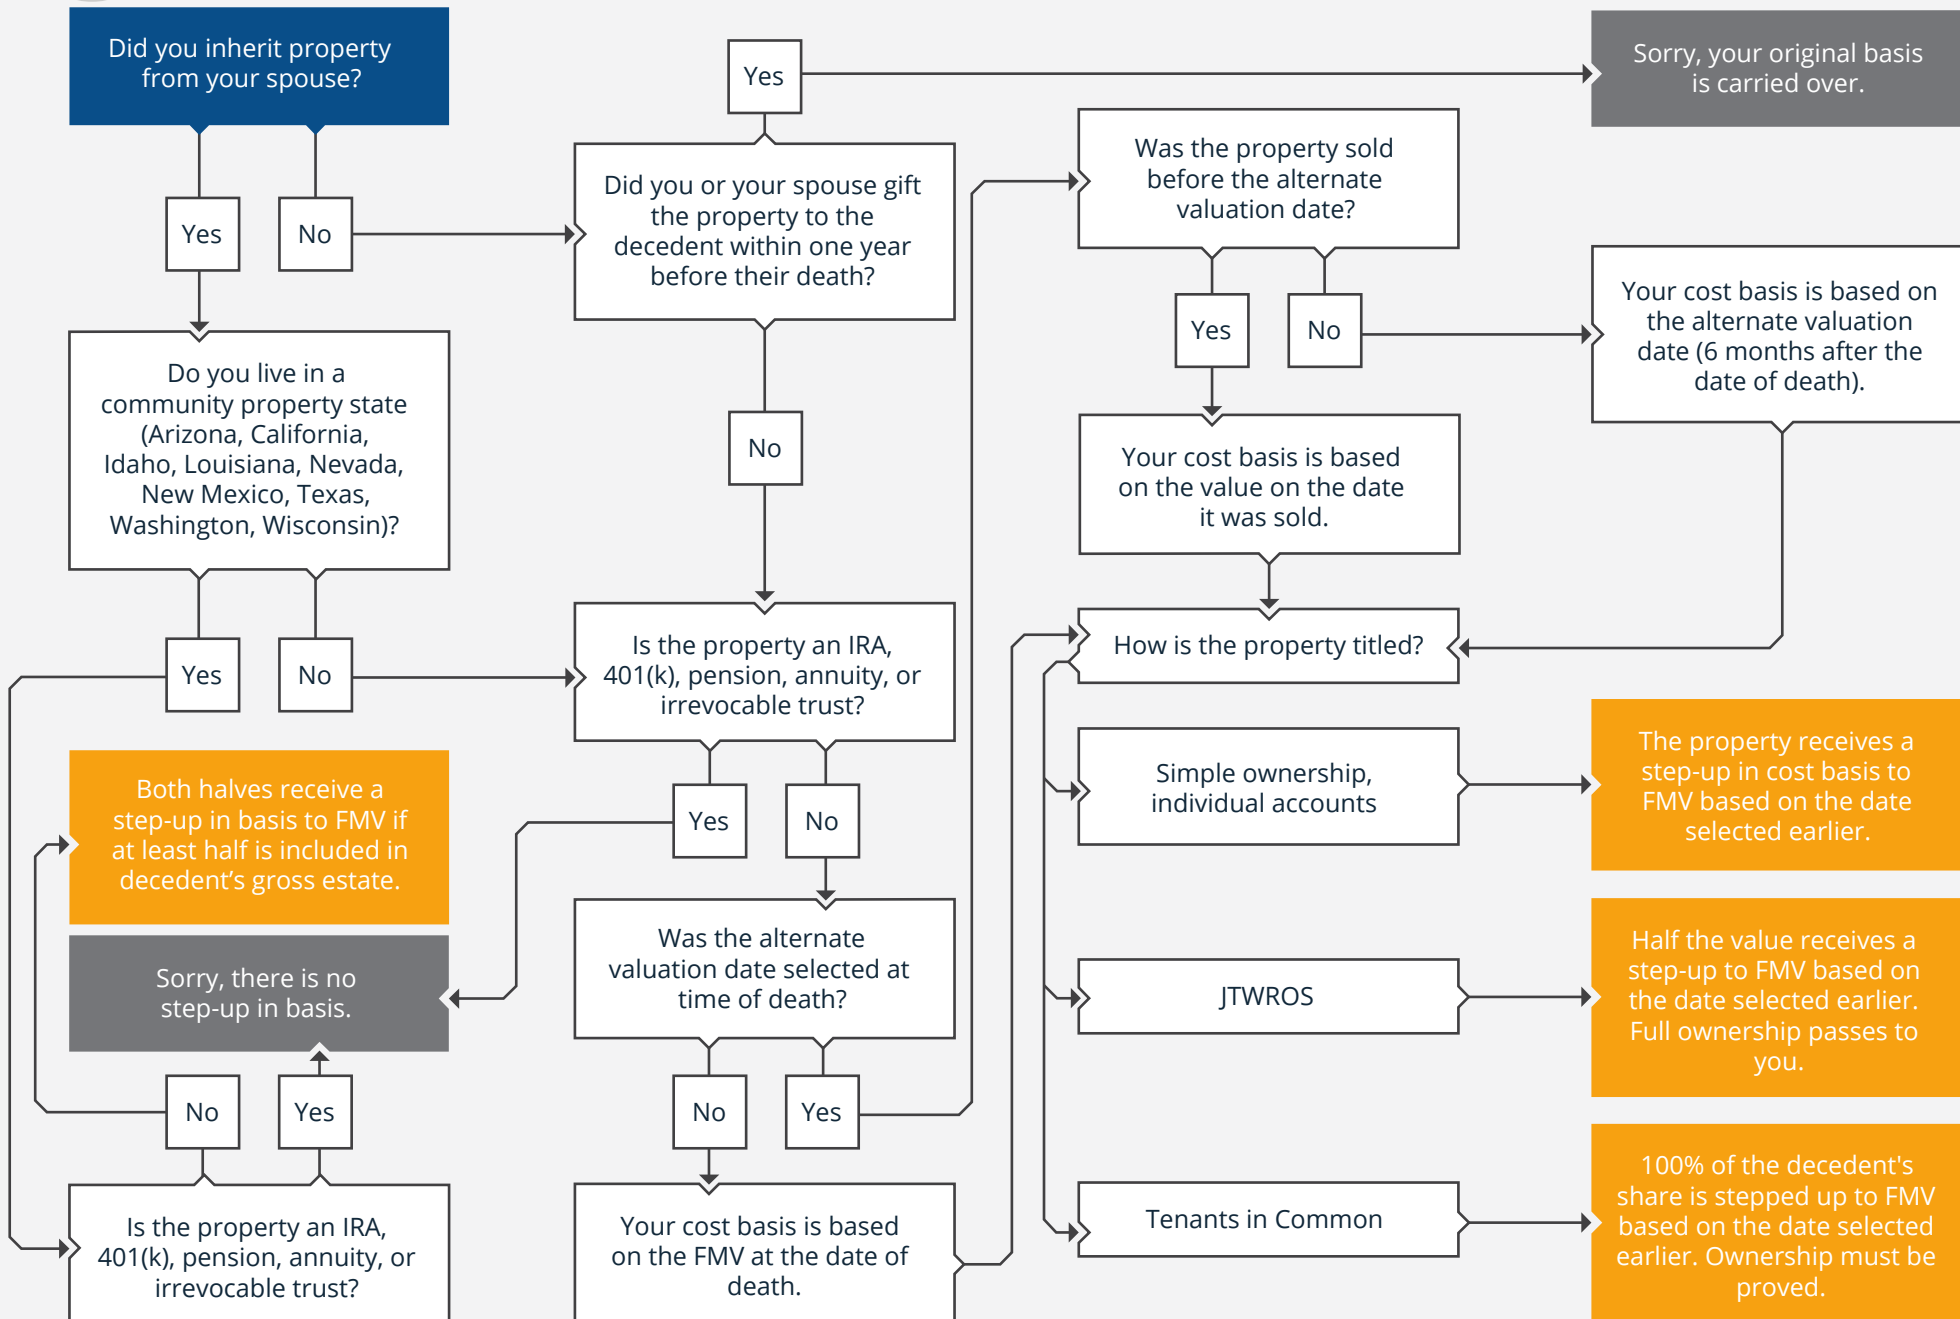 Did you inherit property
from your spouse?
Yes
No
Do you live in a
community property state
(Arizona, California,
Idaho, Louisiana, Nevada,
New Mexico, Texas,
Washington, Wisconsin)?
Yes
No
Both halves receive a
step-up in basis to FMV if
at least half is included in
decedent’s gross estate.
Sorry, there is no
step-up in basis.
No
Yes
Is the property an IRA,
401(k), pension, annuity, or
irrevocable trust?
Yes
Did you or your spouse gift
the property to the
decedent within one year
before their death?
No
Is the property an IRA,
401(k), pension, annuity, or
irrevocable trust?
Yes
No
Was the alternate
valuation date selected at
time of death?
No
Yes
Your cost basis is based
on the FMV at the date of
death.
Was the property sold
before the alternate
valuation date?
Yes
No
Your cost basis is based
on the value on the date
it was sold.
How is the property titled?
Simple ownership,
individual accounts
JTWROS
Tenants in Common
Sorry, your original basis
is carried over.
Your cost basis is based on
the alternate valuation
date (6 months after the
date of death).
The property receives a
step-up in cost basis to
FMV based on the date
selected earlier.
Half the value receives a
step-up to FMV based on
the date selected earlier.
Full ownership passes to
you.
100% of the decedent's
share is stepped up to FMV
based on the date selected
earlier. Ownership must be
proved.